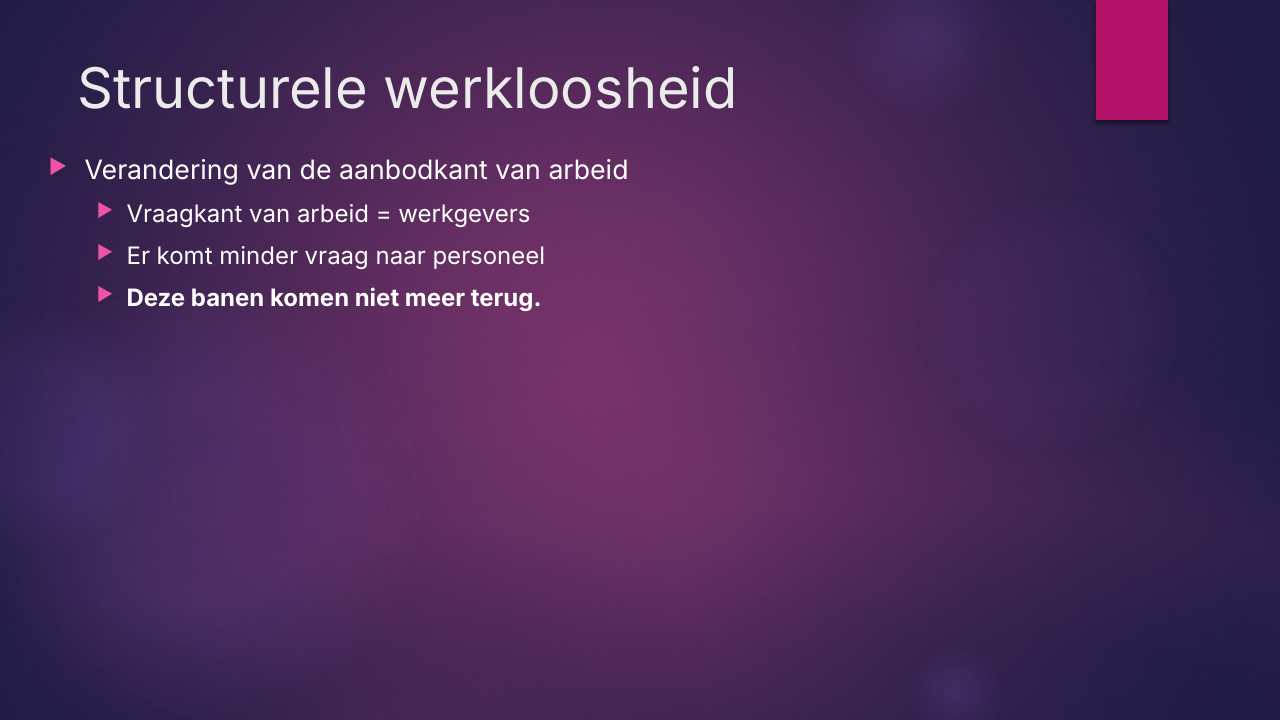 Structurele werkloosheid
Verandering van de aanbodkant van arbeid
Vraagkant van arbeid = werkgevers
Er komt minder vraag naar personeel
Deze banen komen niet meer terug.